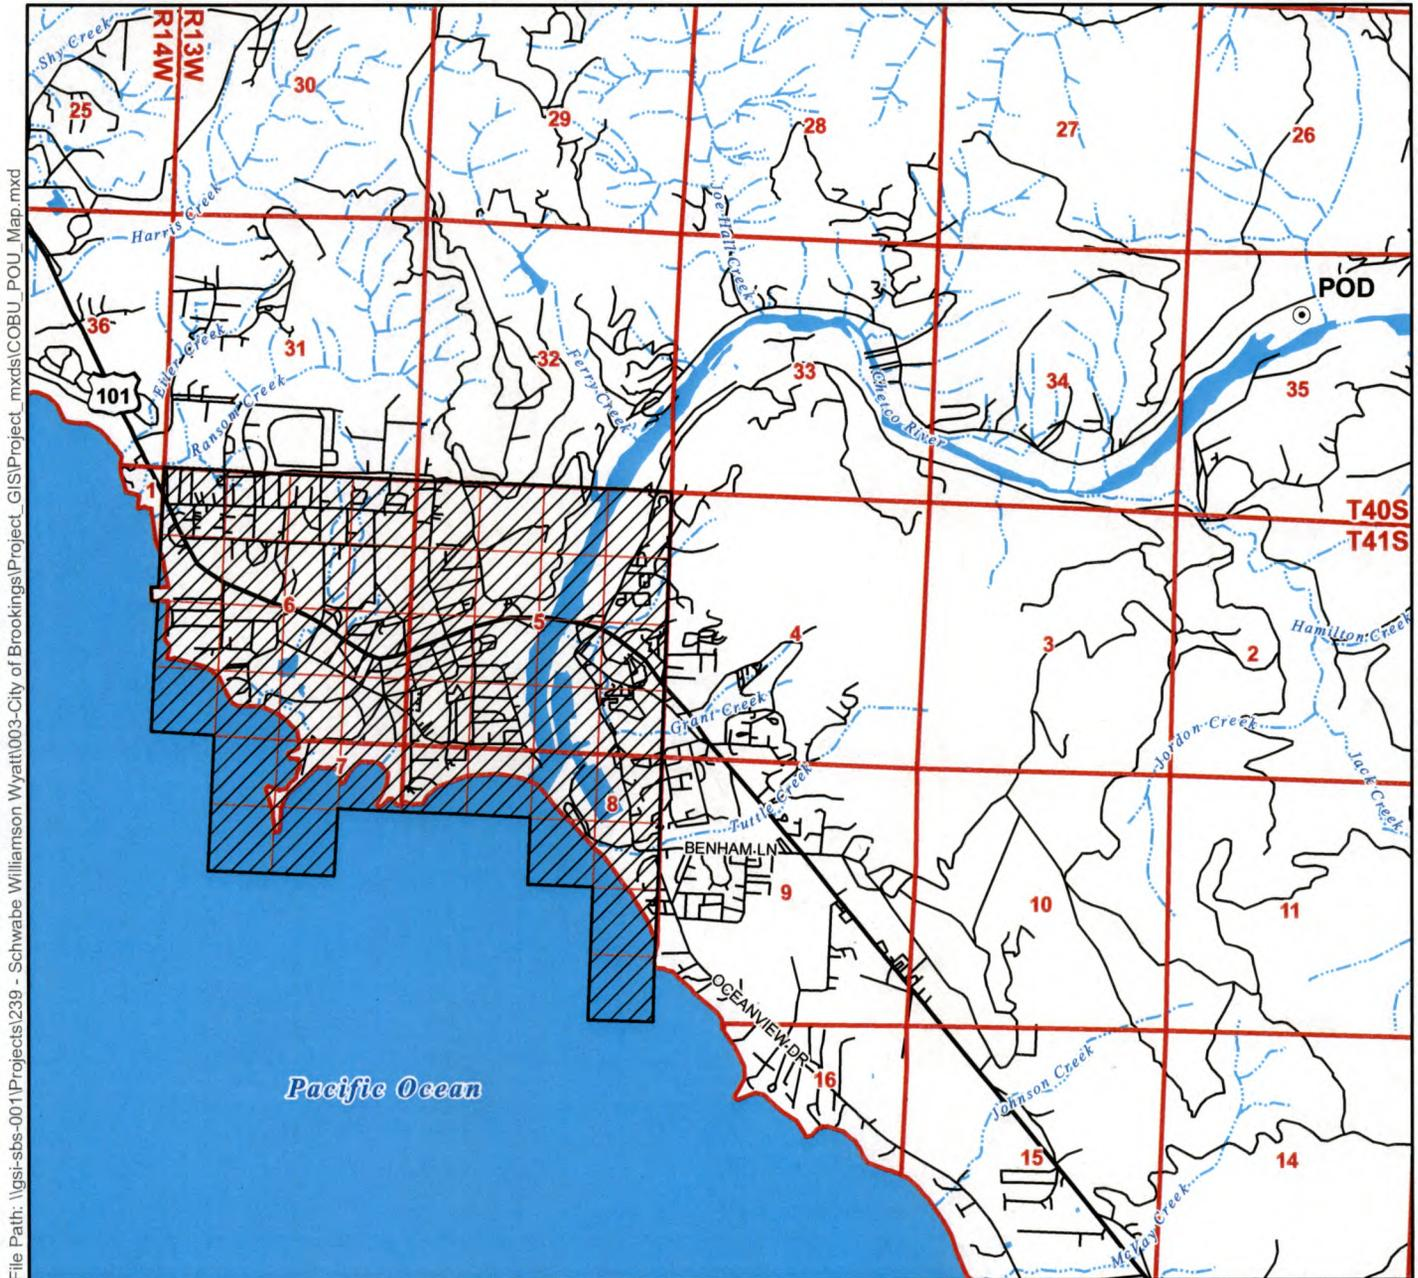 File Path: \\gsi-sbs-001\Projects\239 - Schwabe Williamson Wyatt\003-City of Brookings\Project_GIS\Project_mxds\COBU_POU_Map.mxd
Shy Creek
R14W
R13W
25
30
29
28
27
26
Harris Creek
Joe Hall Creek
POD
36
31
32
33
34
35
101
Eiler Creek
Ransom Creek
Ferry Creek
Chetco River
T40S
T41S
1
6
5
4
3
2
Hamilton Creek
Grant Creek
Jordon Creek
Jack Creek
7
8
Tuttle Creek
BENHAM LN
9
10
11
OCEANVIEW DR
Pacific Ocean
16
Johnson Creek
15
14
McVay Creek